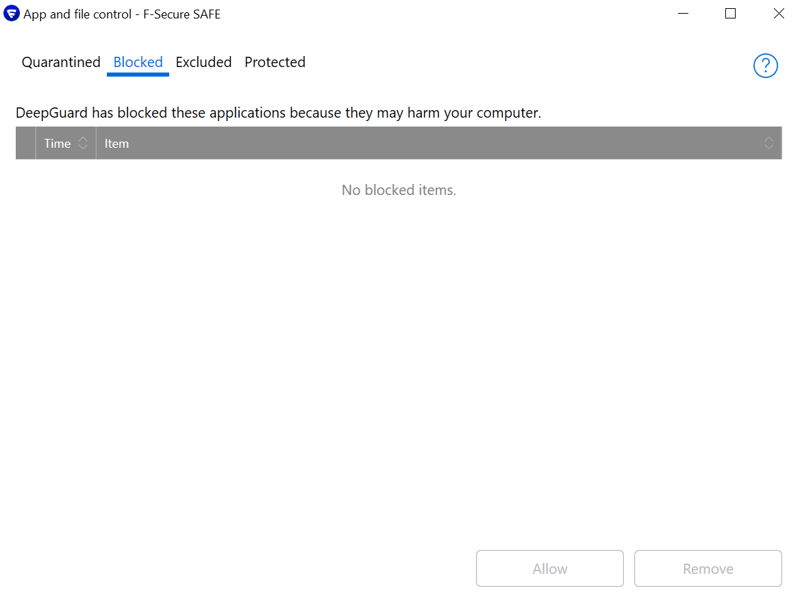 App and file control - F-Secure SAFE
Quarantined Blocked Excluded Protected
?
DeepGuard has blocked these applications because they may harm your computer.
Time Item
No blocked items.
Allow Remove